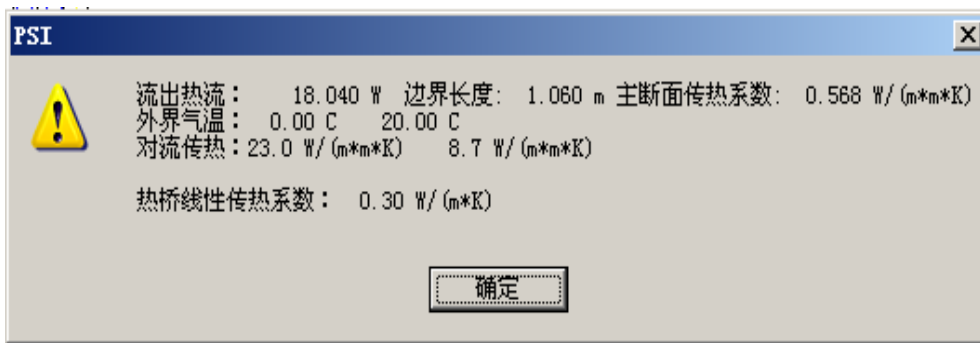 PSI
流出热流： 18.040 W 边界长度: 1.060 m 主断面传热系数: 0.568 W/(m*m*K)
外界气温： 0.00 C 20.00 C
对流传热：23.0 W/(m*m*K) 8.7 W/(m*m*K)
热桥线性传热系数： 0.30 W/(m*K)
确定